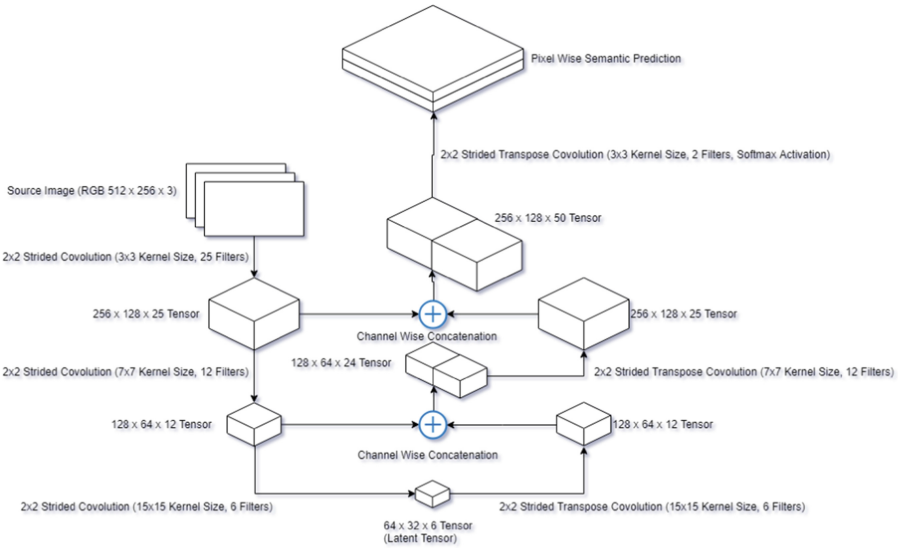 Pixel Wise Semantic Prediction
2x2 Strided Transpose Covolution (3x3 Kernel Size, 2 Filters, Softmax Activation)
Source Image (RGB 512 x 256 x 3)
256 x 128 x 50 Tensor
2x2 Strided Covolution (3x3 Kernel Size, 25 Filters)
256 x 128 x 25 Tensor
256 x 128 x 25 Tensor
Channel Wise Concatenation
128 x 64 x 24 Tensor
2x2 Strided Covolution (7x7 Kernel Size, 12 Filters)
2x2 Strided Transpose Covolution (7x7 Kernel Size, 12 Filters)
128 x 64 x 12 Tensor
128 x 64 x 12 Tensor
Channel Wise Concatenation
2x2 Strided Covolution (15x15 Kernel Size, 6 Filters)
2x2 Strided Transpose Covolution (15x15 Kernel Size, 6 Filters)
64 x 32 x 6 Tensor
(Latent Tensor)